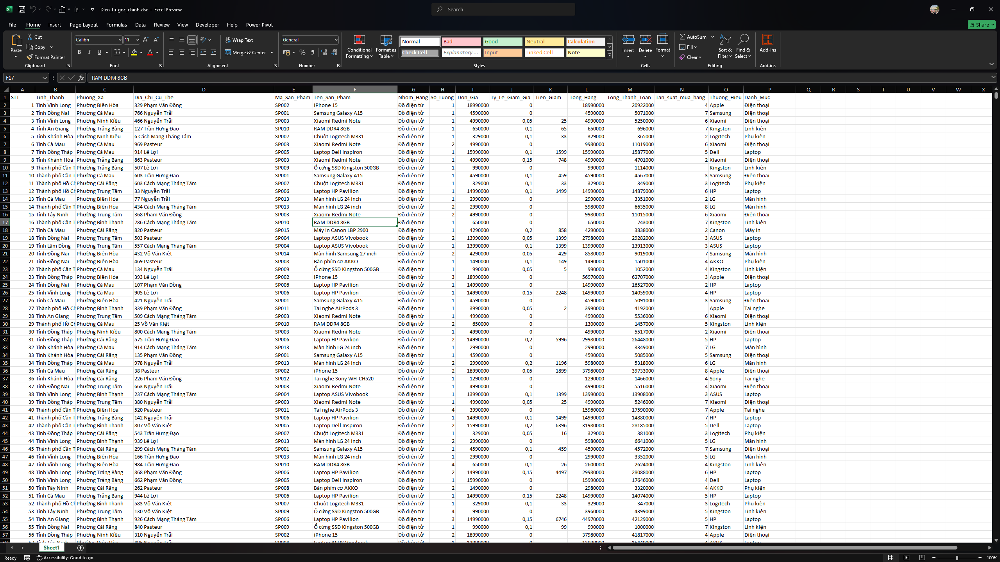 Dlen_tu_goc_chinh.xlsx - Excel Preview
Search
File Home Insert Page Layout Formulas Data Review View Developer Help Power Pivot
Share
Paste Cut Copy Format Painter Clipboard
Calibri 11 B I U A Font
Wrap Text Merge & Center Alignment
General % Number
Conditional Formatting Format as Table
Normal Bad Good Neutral Calculation
Check Cell Explanatory ... Input Linked Cell Note
Styles
Insert Delete Format Cells
AutoSum Fill Clear Sort & Filter Find & Select Editing
Add-ins Add-ins
F17 fx RAM DDR4 8GB
A B C D E F G H I J K L M N O P Q R S T U V W X
1 STT Tinh_Thanh Phuong_Xa Dia_Chi_Cu_The Ma_San_Pham Ten_San_Pham Nhom_Hang So_Luong Don_Gia Ty_Le_Giam_Gia Tien_Giam Tong_Hang Tong_Thanh_Toan Tan_suat_mua_hang Thuong_Hieu Danh_Muc
2 1 Tỉnh Vĩnh Long Phường Biên Hòa 329 Phạm Văn Đồng SP002 iPhone 15 Đồ điện tử 1 18990000 0 18990000 20922000 4 Apple Điện thoại
3 2 Tỉnh Đồng Nai Phường Cà Mau 766 Nguyễn Trãi SP001 Samsung Galaxy A15 Đồ điện tử 1 4590000 0 4590000 5071000 7 Samsung Điện thoại
4 3 Tỉnh Vĩnh Long Phường Ninh Kiều 466 Nguyễn Trãi SP003 Xiaomi Redmi Note Đồ điện tử 1 4990000 0,05 25 4990000 5250000 6 Xiaomi Điện thoại
5 4 Tỉnh An Giang Phường Trảng Bàng 127 Trần Hưng Đạo SP010 RAM DDR4 8GB Đồ điện tử 1 650000 0,1 65 650000 696000 7 Kingston Linh kiện
6 5 Tỉnh Khánh Hòa Phường Ninh Kiều 6 Cách Mạng Tháng Tám SP007 Chuột Logitech M331 Đồ điện tử 1 329000 0,1 33 329000 365000 2 Logitech Phụ kiện
7 6 Tỉnh Cà Mau Phường Cà Mau 969 Pasteur SP003 Xiaomi Redmi Note Đồ điện tử 2 4990000 0 9980000 11019000 6 Xiaomi Điện thoại
8 7 Tỉnh Đồng Tháp Phường Cà Mau 914 Lê Lợi SP005 Laptop Dell Inspiron Đồ điện tử 1 15990000 0,1 1599 15990000 15877000 5 Dell Laptop
9 8 Tỉnh Khánh Hòa Phường Trảng Bàng 863 Pasteur SP003 Xiaomi Redmi Note Đồ điện tử 1 4990000 0,15 748 4990000 4701000 2 Xiaomi Điện thoại
10 9 Thành phố Cần T Phường Trảng Bàng 507 Lê Lợi SP009 Ổ cứng SSD Kingston 500GB Đồ điện tử 1 990000 0 990000 1114000 Kingston Linh kiện
11 10 Thành phố Cần T Phường Cà Mau 603 Trần Hưng Đạo SP001 Samsung Galaxy A15 Đồ điện tử 1 4590000 0,1 459 4590000 4567000 3 Samsung Điện thoại
12 11 Thành phố Hồ Ch Phường Cái Răng 603 Cách Mạng Tháng Tám SP007 Chuột Logitech M331 Đồ điện tử 1 329000 0,1 33 329000 349000 3 Logitech Phụ kiện
13 12 Thành phố Hồ Ch Phường Trung Tâm 33 Nguyễn Trãi SP006 Laptop HP Pavilion Đồ điện tử 1 14990000 0,1 1499 14990000 14879000 6 HP Laptop
14 13 Tỉnh Cà Mau Phường Biên Hòa 77 Nguyễn Trãi SP013 Màn hình LG 24 inch Đồ điện tử 1 2990000 0 2990000 3351000 2 LG Màn hình
15 14 Thành phố Cần T Phường Biên Hòa 434 Cách Mạng Tháng Tám SP013 Màn hình LG 24 inch Đồ điện tử 2 2990000 0 5980000 6635000 8 LG Màn hình
16 15 Tỉnh Tây Ninh Phường Trung Tâm 368 Phạm Văn Đồng SP003 Xiaomi Redmi Note Đồ điện tử 2 4990000 0 9980000 11015000 6 Xiaomi Điện thoại
17 16 Thành phố Cần T Phường Bình Thạnh 786 Cách Mạng Tháng Tám SP010 RAM DDR4 8GB Đồ điện tử 1 650000 0 650000 743000 7 Kingston Linh kiện
18 17 Tỉnh Cà Mau Phường Cái Răng 820 Pasteur SP015 Máy in Canon LBP 2900 Đồ điện tử 1 4290000 0,2 858 4290000 3838000 2 Canon Máy in
19 18 Tỉnh Đồng Nai Phường Trung Tâm 503 Pasteur SP004 Laptop ASUS Vivobook Đồ điện tử 2 13990000 0,05 1399 27980000 29282000 3 ASUS Laptop
20 19 Tỉnh Lâm Đồng Phường Trung Tâm 557 Cách Mạng Tháng Tám SP004 Laptop ASUS Vivobook Đồ điện tử 1 13990000 0,1 1399 13990000 13913000 3 ASUS Laptop
21 20 Tỉnh Đồng Nai Phường Biên Hòa 432 Võ Văn Kiệt SP014 Màn hình Samsung 27 inch Đồ điện tử 2 4290000 0,05 429 8580000 9019000 7 Samsung Màn hình
22 21 Tỉnh Đồng Nai Phường Biên Hòa 469 Pasteur SP008 Bàn phím cơ AKKO Đồ điện tử 1 1490000 0,1 149 1490000 1501000 4 AKKO Phụ kiện
23 22 Thành phố Cần T Phường Cà Mau 134 Nguyễn Trãi SP009 Ổ cứng SSD Kingston 500GB Đồ điện tử 1 990000 0,05 5 990000 1052000 4 Kingston Linh kiện
24 23 Tỉnh Đồng Tháp Phường Biên Hòa 393 Lê Lợi SP002 iPhone 15 Đồ điện tử 3 18990000 0 56970000 62707000 3 Apple Điện thoại
25 24 Tỉnh Đồng Nai Phường Cà Mau 107 Phạm Văn Đồng SP006 Laptop HP Pavilion Đồ điện tử 1 14990000 0 14990000 16527000 2 HP Laptop
26 25 Tỉnh Vĩnh Long Phường Cà Mau 905 Lê Lợi SP006 Laptop HP Pavilion Đồ điện tử 1 14990000 0,15 2248 14990000 14059000 4 HP Laptop
27 26 Tỉnh Cà Mau Phường Biên Hòa 421 Nguyễn Trãi SP001 Samsung Galaxy A15 Đồ điện tử 1 4590000 0 4590000 5091000 3 Samsung Điện thoại
28 27 Thành phố Hồ Ch Phường Bình Thạnh 339 Phạm Văn Đồng SP011 Tai nghe AirPods 3 Đồ điện tử 1 3990000 0,05 2 3990000 4192000 Apple Tai nghe
29 28 Tỉnh An Giang Phường Trung Tâm 509 Cách Mạng Tháng Tám SP003 Xiaomi Redmi Note Đồ điện tử 1 4990000 0 4990000 5536000 6 Xiaomi Điện thoại
30 29 Thành phố Hồ Ch Phường Cà Mau 25 Võ Văn Kiệt SP010 RAM DDR4 8GB Đồ điện tử 2 650000 0 1300000 1457000 5 Kingston Linh kiện
31 30 Tỉnh Đồng Tháp Phường Ninh Kiều 800 Cách Mạng Tháng Tám SP003 Xiaomi Redmi Note Đồ điện tử 1 4990000 0 4990000 5517000 2 Xiaomi Điện thoại
32 31 Tỉnh Đồng Tháp Phường Cái Răng 575 Trần Hưng Đạo SP006 Laptop HP Pavilion Đồ điện tử 2 14990000 0,2 5996 29980000 26448000 5 HP Laptop
33 32 Tỉnh Khánh Hòa Phường Cà Mau 914 Cách Mạng Tháng Tám SP013 Màn hình LG 24 inch Đồ điện tử 1 2990000 0 2990000 3349000 7 LG Màn hình
34 33 Tỉnh Khánh Hòa Phường Cái Răng 135 Phạm Văn Đồng SP001 Samsung Galaxy A15 Đồ điện tử 1 4590000 0 4590000 5085000 5 Samsung Điện thoại
35 34 Tỉnh Đồng Tháp Phường Cà Mau 978 Nguyễn Trãi SP013 Màn hình LG 24 inch Đồ điện tử 2 2990000 0,2 1196 5980000 5318000 6 LG Màn hình
36 35 Tỉnh Cà Mau Phường Cái Răng 38 Pasteur SP002 iPhone 15 Đồ điện tử 2 18990000 0,05 1899 37980000 39733000 8 Apple Điện thoại
37 36 Tỉnh Khánh Hòa Phường Cái Răng 226 Phạm Văn Đồng SP012 Tai nghe Sony WH-CH520 Đồ điện tử 1 1290000 0 1290000 1466000 4 Sony Tai nghe
38 37 Tỉnh Đồng Nai Phường Trung Tâm 663 Nguyễn Trãi SP003 Xiaomi Redmi Note Đồ điện tử 1 4990000 0 4990000 5516000 4 Xiaomi Điện thoại
39 38 Tỉnh Vĩnh Long Phường Bình Thạnh 237 Cách Mạng Tháng Tám SP004 Laptop ASUS Vivobook Đồ điện tử 1 13990000 0,1 1399 13990000 13908000 3 ASUS Laptop
40 39 Tỉnh Đồng Tháp Phường Trung Tâm 380 Nguyễn Trãi SP003 Xiaomi Redmi Note Đồ điện tử 1 4990000 0,05 25 4990000 5246000 7 Xiaomi Điện thoại
41 40 Thành phố Cần T Phường Biên Hòa 520 Pasteur SP011 Tai nghe AirPods 3 Đồ điện tử 4 3990000 0 15960000 17590000 7 Apple Tai nghe
42 41 Thành phố Cần T Phường Trảng Bàng 142 Nguyễn Trãi SP006 Laptop HP Pavilion Đồ điện tử 1 14990000 0,1 1499 14990000 14880000 7 HP Laptop
43 42 Thành phố Cần T Phường Bình Thạnh 807 Võ Văn Kiệt SP005 Laptop Dell Inspiron Đồ điện tử 2 15990000 0,2 6396 31980000 28185000 5 Dell Laptop
44 43 Tỉnh Đồng Tháp Phường Cái Răng 543 Trần Hưng Đạo SP007 Chuột Logitech M331 Đồ điện tử 1 329000 0,05 16 329000 381000 3 Logitech Phụ kiện
45 44 Tỉnh Vĩnh Long Phường Bình Thạnh 939 Lê Lợi SP013 Màn hình LG 24 inch Đồ điện tử 2 2990000 0 5980000 6641000 5 LG Màn hình
46 45 Thành phố Cần T Phường Cái Răng 299 Cách Mạng Tháng Tám SP001 Samsung Galaxy A15 Đồ điện tử 1 4590000 0,1 459 4590000 4572000 7 Samsung Điện thoại
47 46 Tỉnh Vĩnh Long Phường Biên Hòa 166 Trần Hưng Đạo SP013 Màn hình LG 24 inch Đồ điện tử 1 2990000 0 2990000 3352000 5 LG Màn hình
48 47 Tỉnh Vĩnh Long Phường Biên Hòa 984 Trần Hưng Đạo SP010 RAM DDR4 8GB Đồ điện tử 4 650000 0,1 26 2600000 2624000 4 Kingston Linh kiện
49 48 Tỉnh Vĩnh Long Phường Trảng Bàng 868 Phạm Văn Đồng SP006 Laptop HP Pavilion Đồ điện tử 2 14990000 0,15 4497 29980000 28088000 6 HP Laptop
50 49 Tỉnh Vĩnh Long Phường Trảng Bàng 662 Phạm Văn Đồng SP005 Laptop Dell Inspiron Đồ điện tử 1 15990000 0 15990000 17646000 4 Dell Laptop
51 50 Tỉnh Tây Ninh Phường Cái Răng 262 Pasteur SP008 Bàn phím cơ AKKO Đồ điện tử 2 1490000 0 2980000 3320000 4 AKKO Phụ kiện
52 51 Tỉnh Cà Mau Phường Trảng Bàng 944 Lê Lợi SP006 Laptop HP Pavilion Đồ điện tử 1 14990000 0,15 2248 14990000 14074000 5 HP Laptop
53 52 Thành phố Hồ Ch Phường Bình Thạnh 583 Võ Văn Kiệt SP007 Chuột Logitech M331 Đồ điện tử 1 329000 0,1 33 329000 347000 3 Logitech Phụ kiện
54 53 Tỉnh Tây Ninh Phường Trung Tâm 130 Võ Văn Kiệt SP009 Ổ cứng SSD Kingston 500GB Đồ điện tử 4 990000 0 3960000 4399000 5 Kingston Linh kiện
55 54 Tỉnh An Giang Phường Bình Thạnh 926 Cách Mạng Tháng Tám SP006 Laptop HP Pavilion Đồ điện tử 3 14990000 0,15 6746 44970000 42129000 5 HP Laptop
56 55 Tỉnh Đồng Nai Phường Cái Răng 840 Pasteur SP009 Ổ cứng SSD Kingston 500GB Đồ điện tử 1 990000 0,1 99 990000 1000000 7 Kingston Linh kiện
57 56 Tỉnh Đồng Tháp Phường Ninh Kiều 310 Nguyễn Trãi SP002 iPhone 15 Đồ điện tử 2 18990000 0 37980000 41817000 4 Apple Điện thoại
Sheet1
Ready Accessibility: Good to go 100%